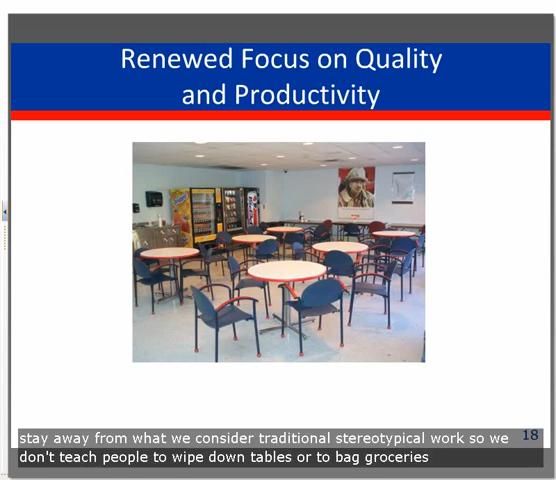 Renewed Focus on Quality
and Productivity
18
stay away from what we consider traditional stereotypical work so we
don't teach people to wipe down tables or to bag groceries